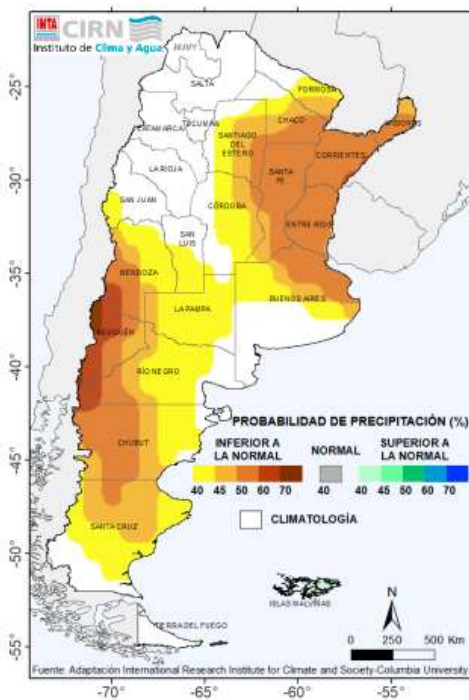 INTA
CIRN
Instituto de Clima y Agua
JUJUY
SALTA
FORMOSA
CHACO
TUCUMÁN
CATAMARCA
SANTIAGO
DEL
ESTERO
MISIONES
CORRIENTES
SANTA
FE
LA RIOJA
SAN JUAN
CÓRDOBA
ENTRE RIOS
SAN
LUIS
MENDOZA
BUENOS AIRES
LA PAMPA
NEUQUÉN
RÍO NEGRO
CHUBUT
SANTA CRUZ
TIERRA DEL FUEGO
ISLAS MALVINAS
PROBABILIDAD DE PRECIPITACIÓN (%)
INFERIOR A LA NORMAL
NORMAL
SUPERIOR A LA NORMAL
40 45 50 60 70
40
40 45 50 60 70
CLIMATOLOGÍA
N
0 250 500 Km
-25°
-30°
-35°
-40°
-45°
-50°
-55°
-70° -65° -60° -55°
Fuente: Adaptación International Research Institute for Climate and Society-Columbia University